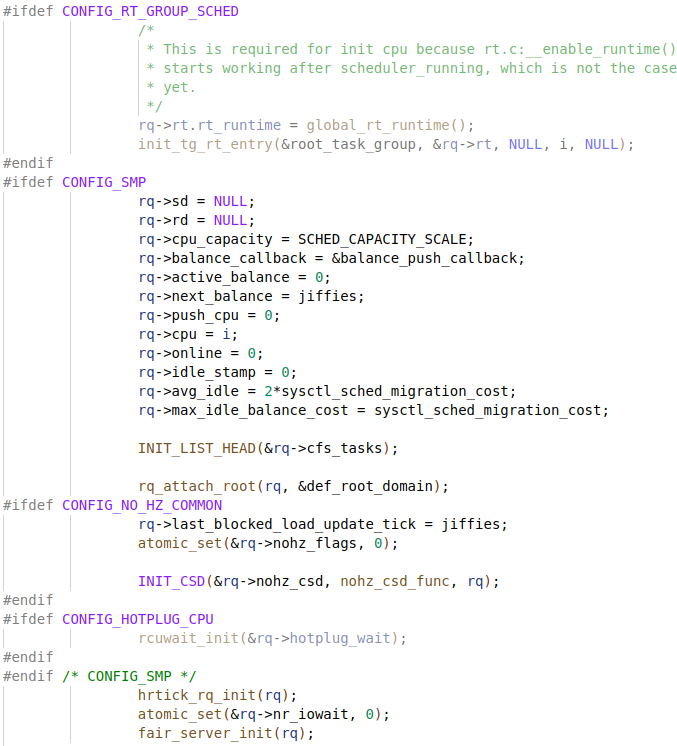 #ifdef CONFIG_RT_GROUP_SCHED
/*
* This is required for init cpu because rt.c:__enable_runtime()
* starts working after scheduler_running, which is not the case
* yet.
*/
rq->rt.rt_runtime = global_rt_runtime();
init_tg_rt_entry(&root_task_group, &rq->rt, NULL, i, NULL);
#endif
#ifdef CONFIG_SMP
rq->sd = NULL;
rq->rd = NULL;
rq->cpu_capacity = SCHED_CAPACITY_SCALE;
rq->balance_callback = &balance_push_callback;
rq->active_balance = 0;
rq->next_balance = jiffies;
rq->push_cpu = 0;
rq->cpu = i;
rq->online = 0;
rq->idle_stamp = 0;
rq->avg_idle = 2*sysctl_sched_migration_cost;
rq->max_idle_balance_cost = sysctl_sched_migration_cost;
INIT_LIST_HEAD(&rq->cfs_tasks);
rq_attach_root(rq, &def_root_domain);
#ifdef CONFIG_NO_HZ_COMMON
rq->last_blocked_load_update_tick = jiffies;
atomic_set(&rq->nohz_flags, 0);
INIT_CSD(&rq->nohz_csd, nohz_csd_func, rq);
#endif
#ifdef CONFIG_HOTPLUG_CPU
rcuwait_init(&rq->hotplug_wait);
#endif
#endif /* CONFIG_SMP */
hrtick_rq_init(rq);
atomic_set(&rq->nr_iowait, 0);
fair_server_init(rq);